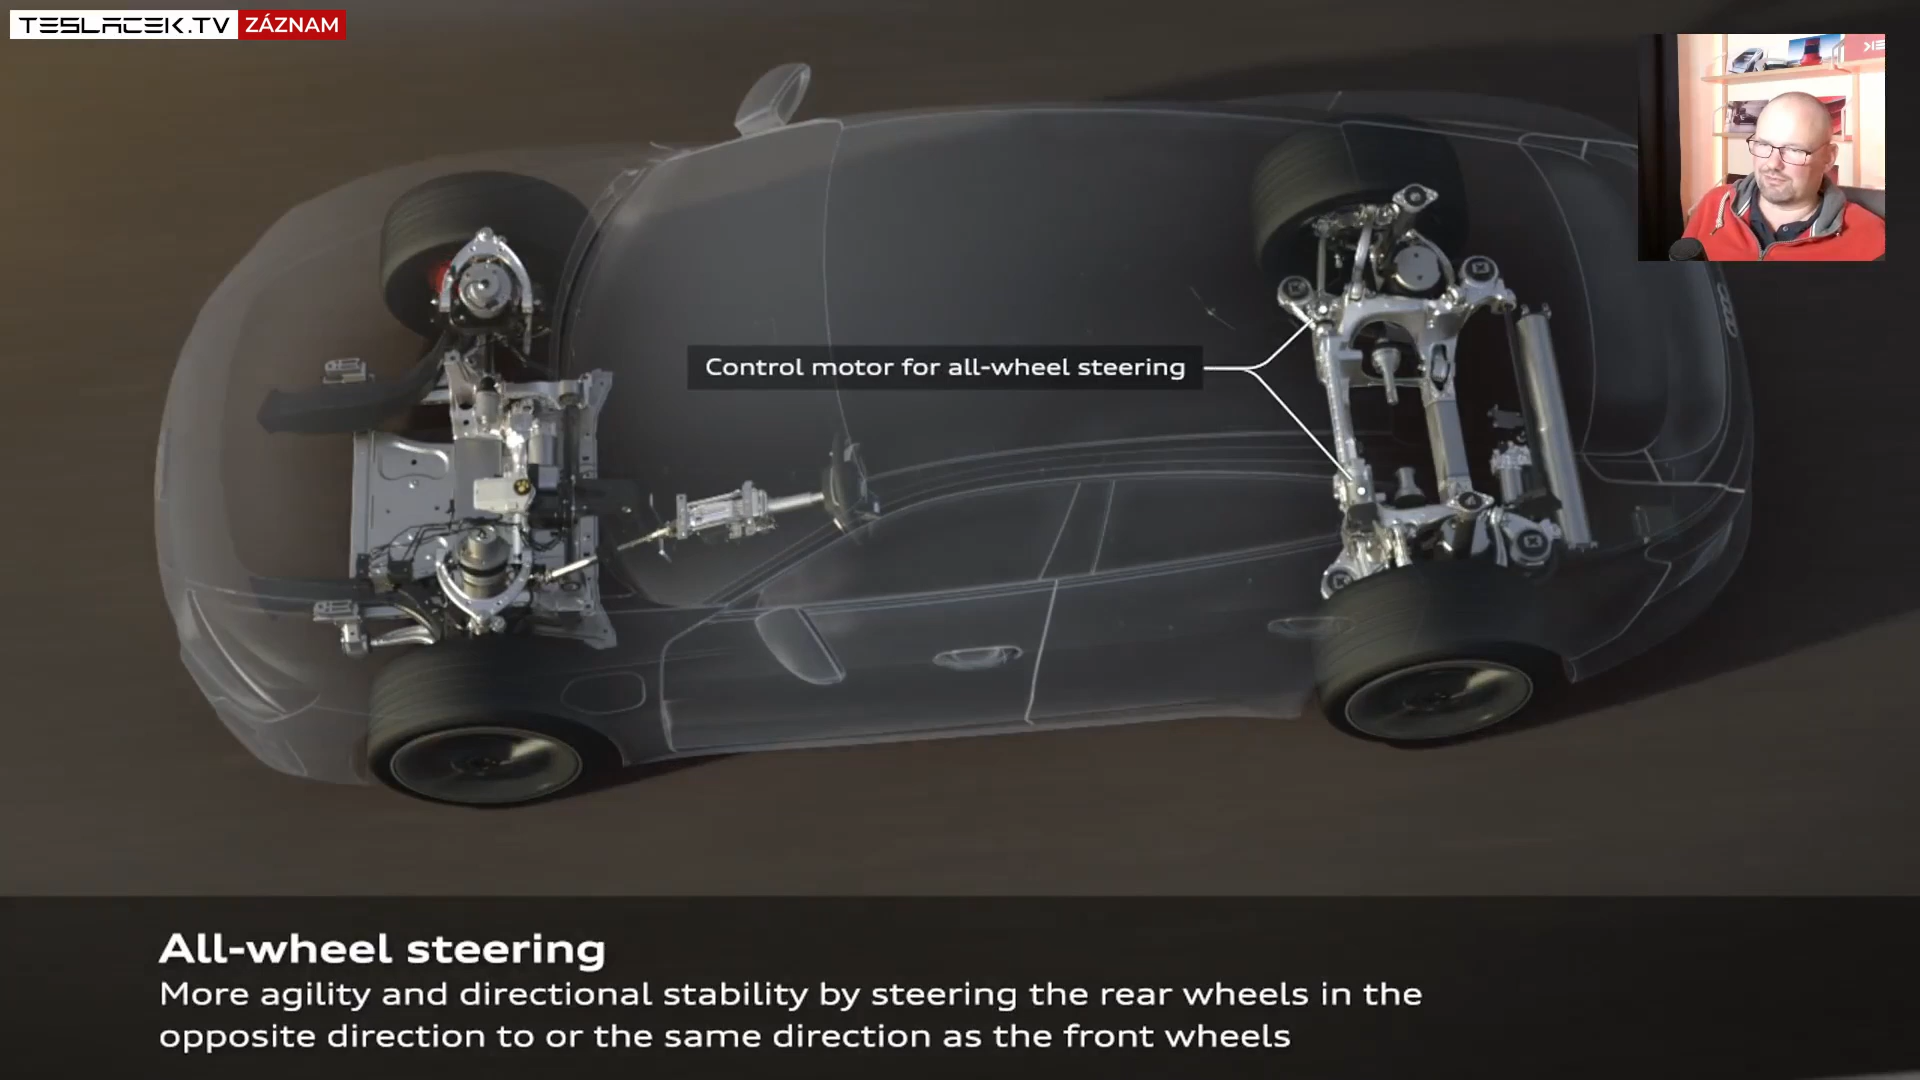 TESLACEK.TV ZÁZNAM
Control motor for all-wheel steering
All-wheel steering
More agility and directional stability by steering the rear wheels in the
opposite direction to or the same direction as the front wheels